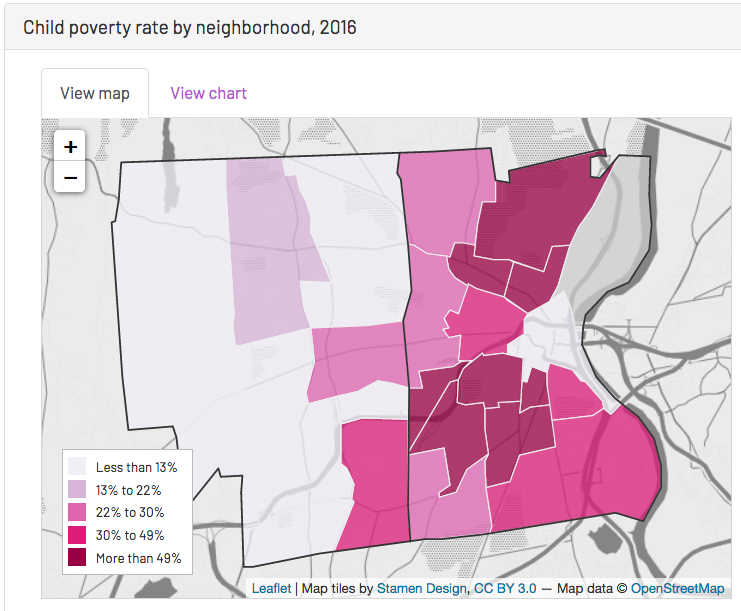 Child poverty rate by neighborhood, 2016
View map
View chart
+
−
Less than 13%
13% to 22%
22% to 30%
30% to 49%
More than 49%
Leaflet | Map tiles by Stamen Design, CC BY 3.0 — Map data © OpenStreetMap